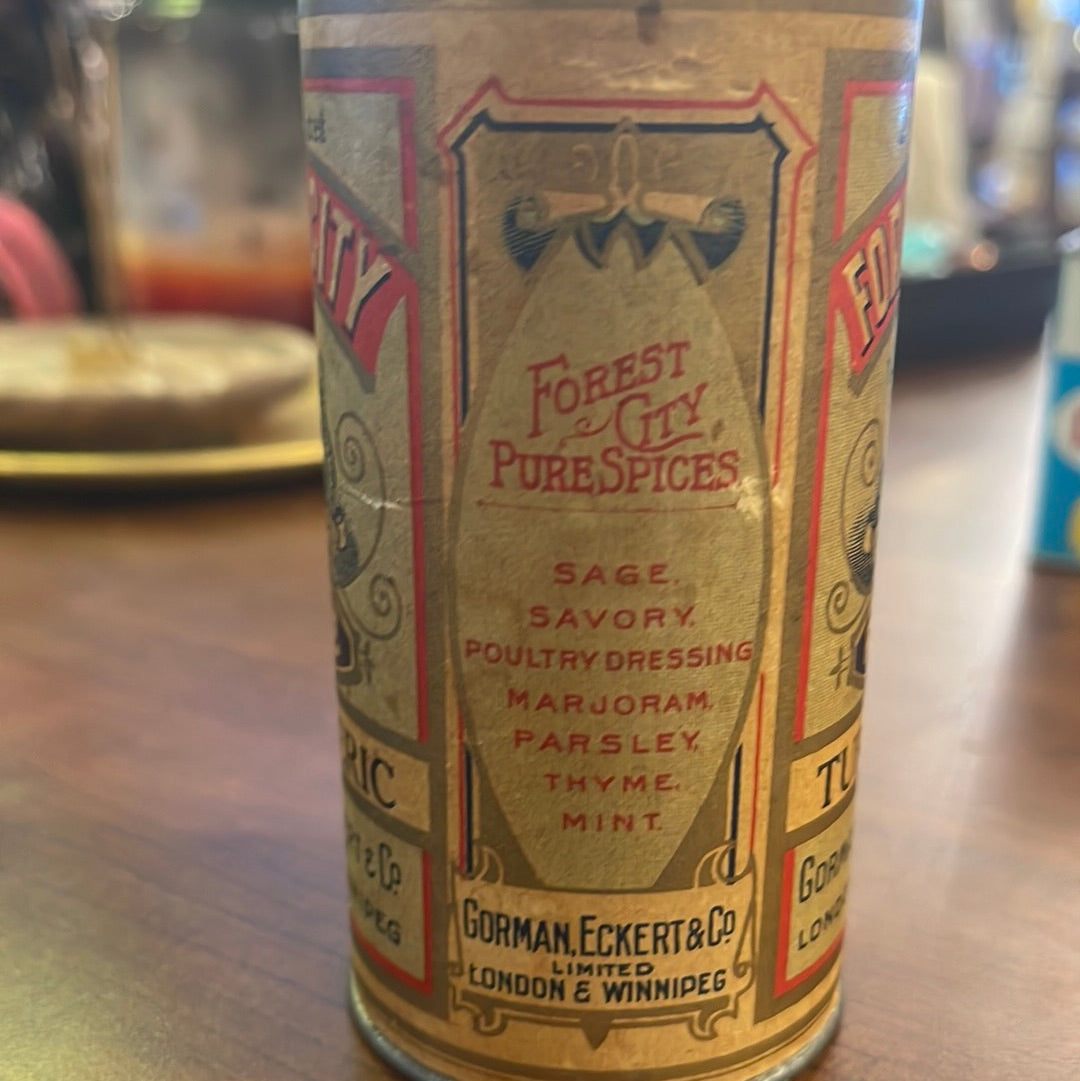 FOREST
CITY
PURE SPICES.
SAGE.
SAVORY.
POULTRY DRESSING
MARJORAM,
PARSLEY,
THYME.
MINT.
GORMAN, ECKERT & Co
LIMITED
LONDON & WINNIPEG